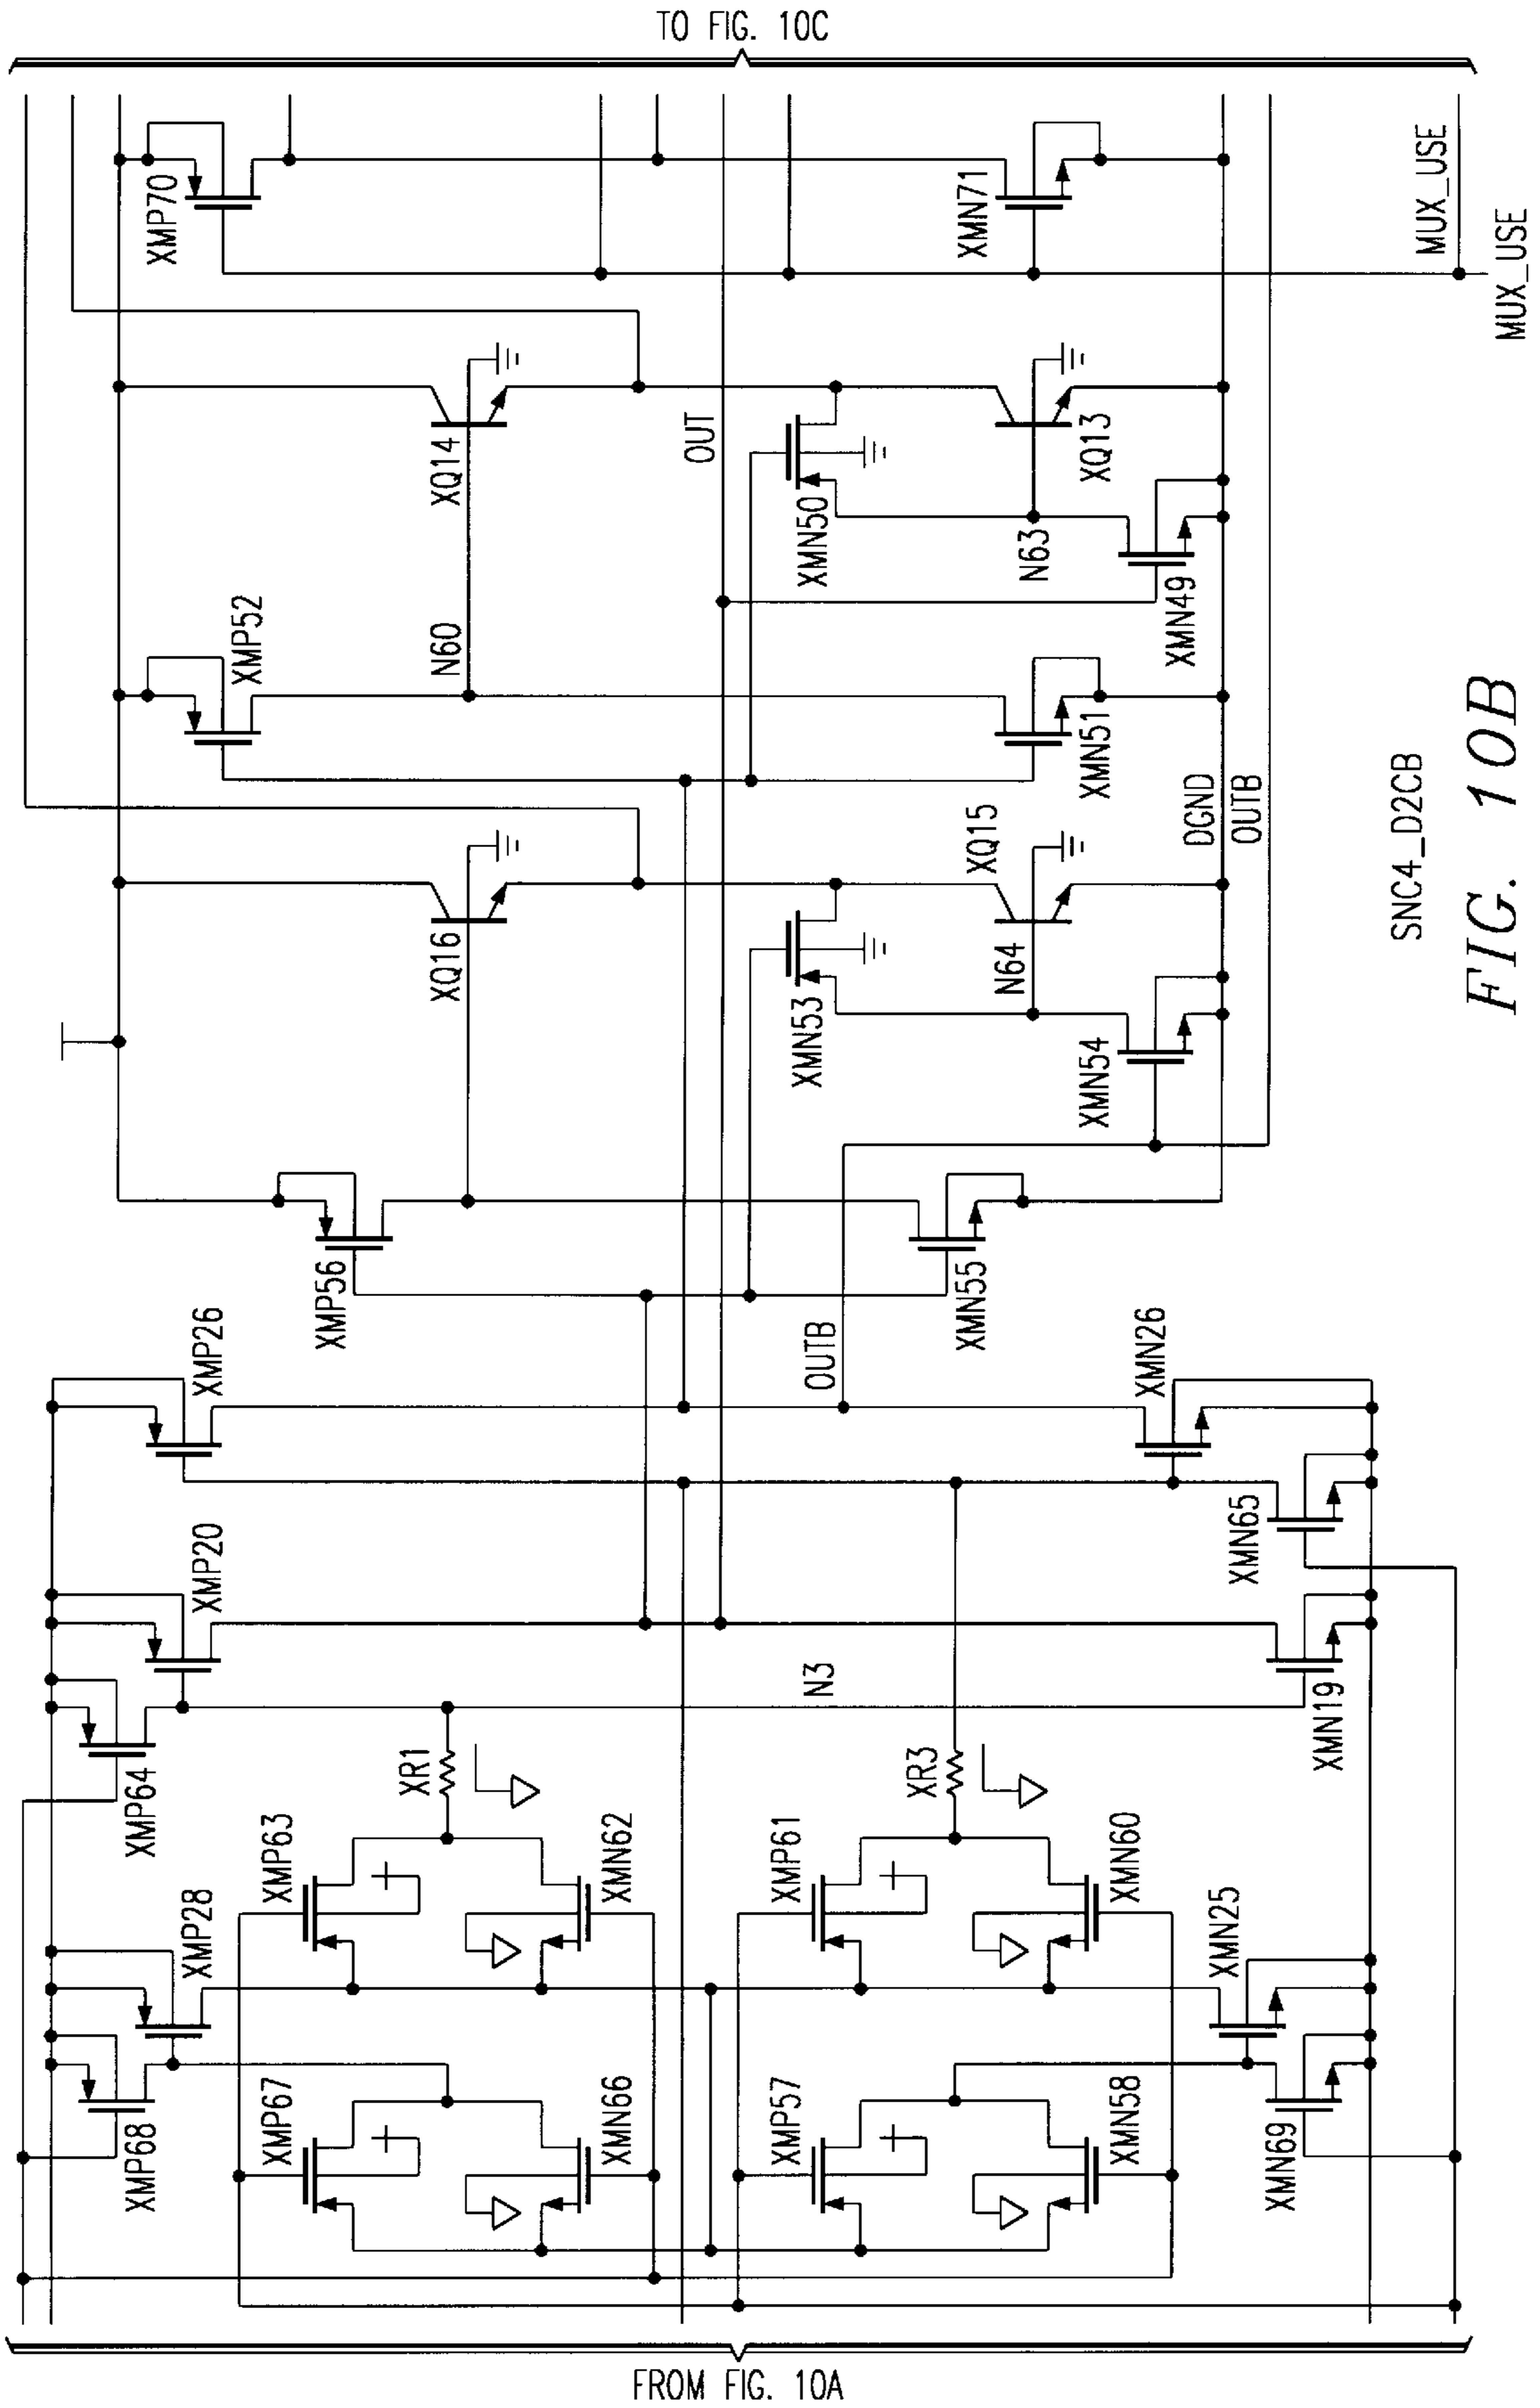 TO FIG. 10C
XMP70
XMN71
MUX_USE
MUX_USE
XQ14
OUT
XMN50
XQ13
N63
XMN49
XMP52
N60
XMN51
XQ16
XMN53
XQ15
N64
XMN54
DGND
OUTB
XMP56
XMN55
OUTB
XMP26
XMN26
XMN65
XMP20
N3
XMN19
XMP64
XR1
XR3
XMP63
XMN62
XMP61
XMN60
XMP28
XMN25
XMP68
XMP67
XMN66
XMP57
XMN58
XMN69
FROM FIG. 10A
SNC4_D2CB
FIG. 10B